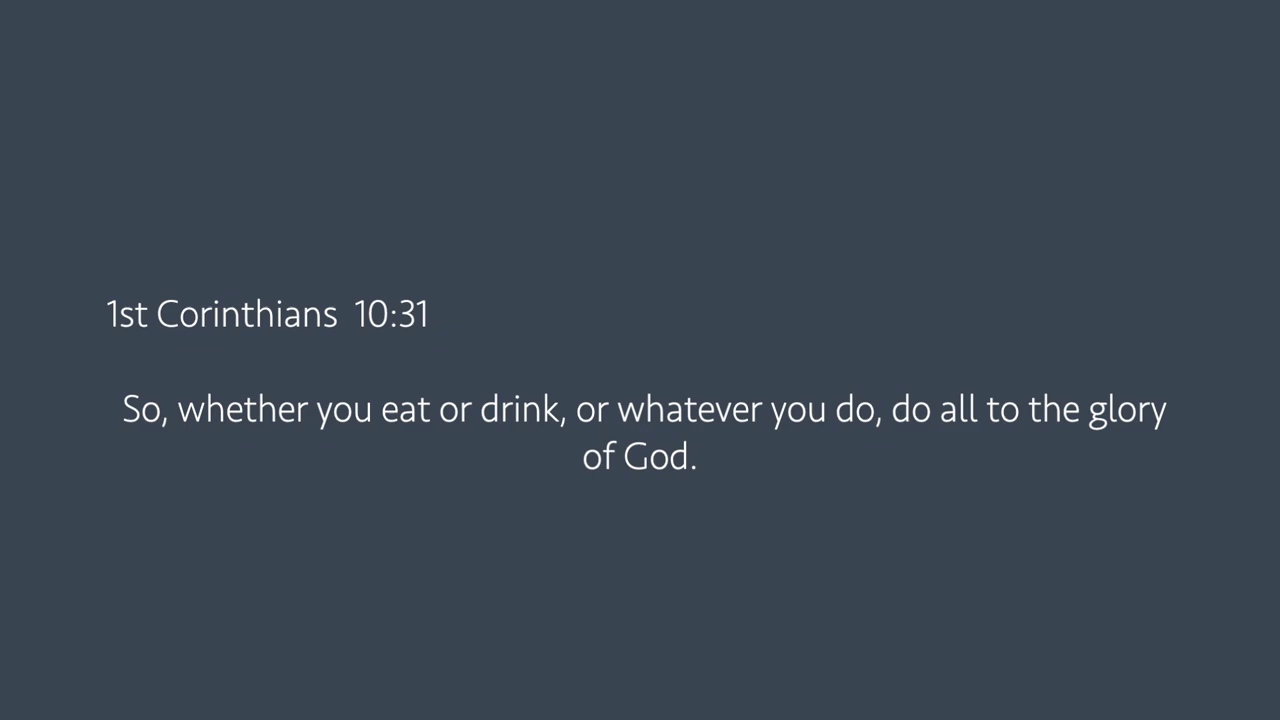 1st Corinthians  10:31
So, whether you eat or drink, or whatever you do, do all to the glory
of God.